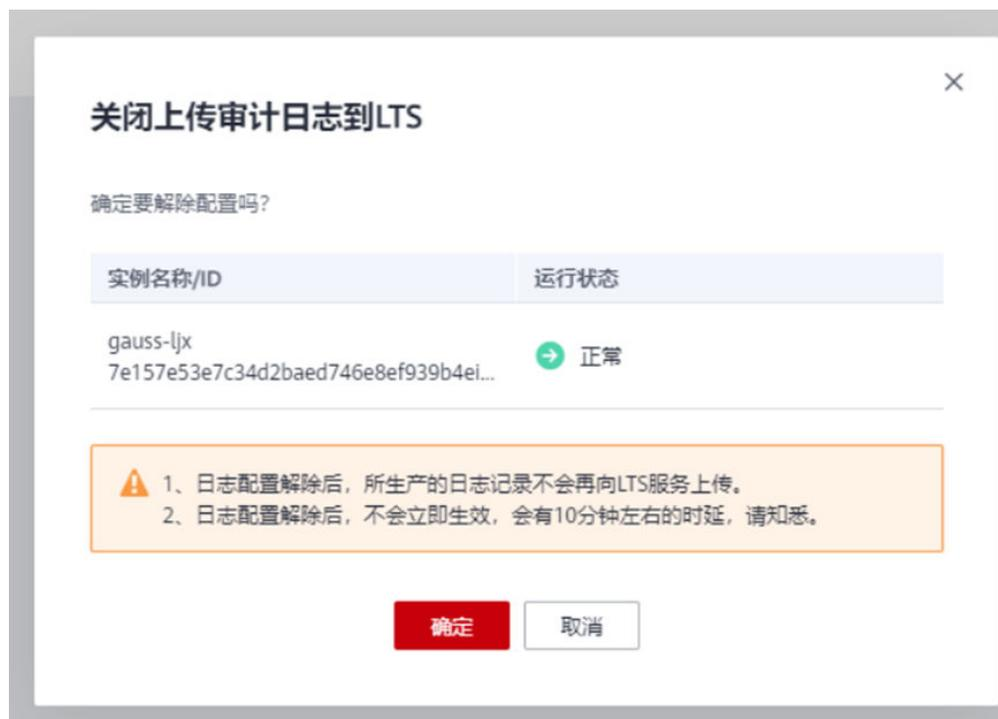 关闭上传审计日志到LTS
确定要解除配置吗?
实例名称/ID 运行状态
gauss-ljx
7e157e53e7c34d2baed746e8ef939b4ei...
正常
1、日志配置解除后，所生产的日志记录不会再向LTS服务上传。
2、日志配置解除后，不会立即生效，会有10分钟左右的时延，请知悉。
确定 取消